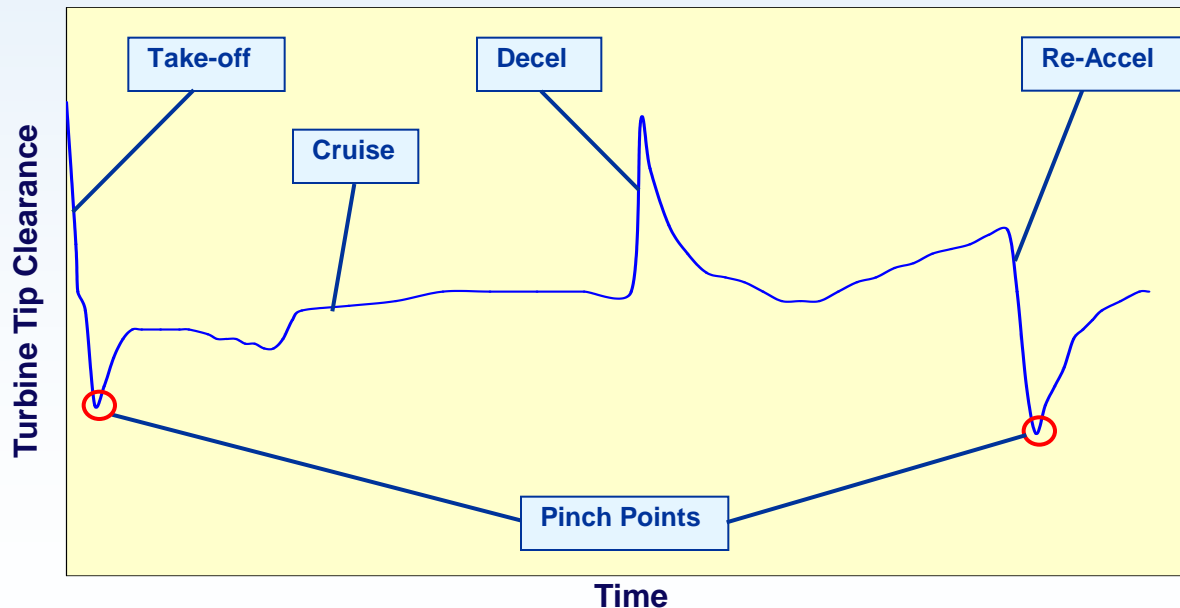 Take-off
Decel
Re-Accel
Cruise
Turbine Tip Clearance
Pinch Points
Time